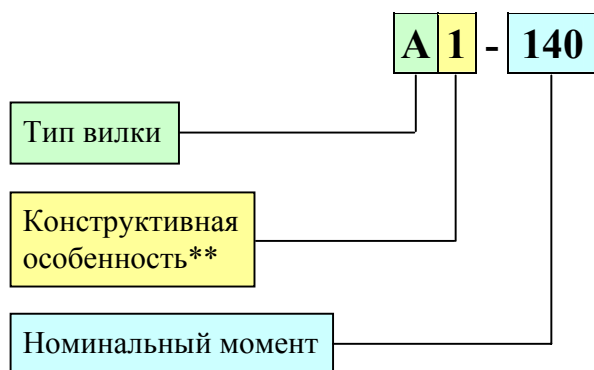 А 1 - 140
Тип вилки
Конструктивная
особенность**
Номинальный момент